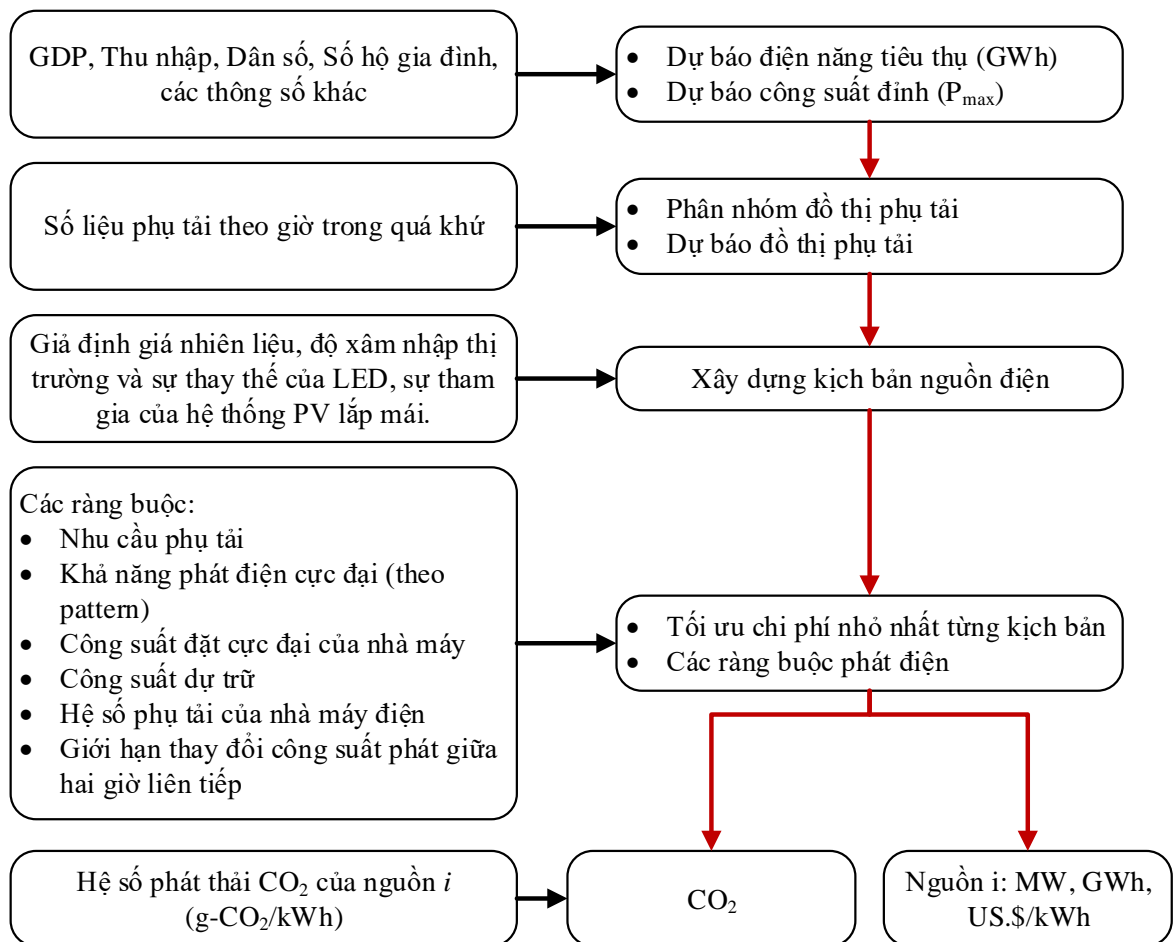 GDP, Thu nhập, Dân số, Số hộ gia đình,
các thông số khác
• Dự báo điện năng tiêu thụ (GWh)
• Dự báo công suất đỉnh (Pmax)
Số liệu phụ tải theo giờ trong quá khứ
• Phân nhóm đồ thị phụ tải
• Dự báo đồ thị phụ tải
Giả định giá nhiên liệu, độ xâm nhập thị
trường và sự thay thế của LED, sự tham
gia của hệ thống PV lắp mái.
Xây dựng kịch bản nguồn điện
Các ràng buộc:
• Nhu cầu phụ tải
• Khả năng phát điện cực đại (theo
pattern)
• Công suất đặt cực đại của nhà máy
• Công suất dự trữ
• Hệ số phụ tải của nhà máy điện
• Giới hạn thay đổi công suất phát giữa
hai giờ liên tiếp
• Tối ưu chi phí nhỏ nhất từng kịch bản
• Các ràng buộc phát điện
Hệ số phát thải CO₂ của nguồn i
(g-CO₂/kWh)
CO₂
Nguồn i: MW, GWh,
US.$/kWh